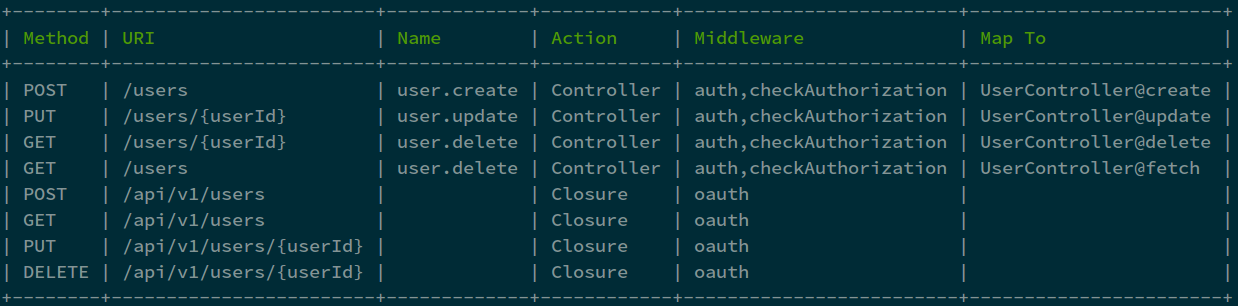 +--------+------------------------+-------------+------------+-------------------------+-----------------------+
| Method | URI                    | Name        | Action     | Middleware              | Map To                |
+--------+------------------------+-------------+------------+-------------------------+-----------------------+
| POST   | /users                 | user.create | Controller | auth,checkAuthorization | UserController@create |
| PUT    | /users/{userId}        | user.update | Controller | auth,checkAuthorization | UserController@update |
| GET    | /users/{userId}        | user.delete | Controller | auth,checkAuthorization | UserController@delete |
| GET    | /users                 | user.delete | Controller | auth,checkAuthorization | UserController@fetch  |
| POST   | /api/v1/users          |             | Closure    | oauth                   |                       |
| GET    | /api/v1/users          |             | Closure    | oauth                   |                       |
| PUT    | /api/v1/users/{userId} |             | Closure    | oauth                   |                       |
| DELETE | /api/v1/users/{userId} |             | Closure    | oauth                   |                       |
+--------+------------------------+-------------+------------+-------------------------+-----------------------+